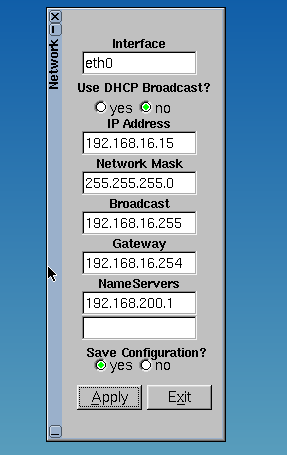 Network
Interface
eth0
Use DHCP Broadcast?
yes no
IP Address
192.168.16.15
Network Mask
255.255.255.0
Broadcast
192.168.16.255
Gateway
192.168.16.254
NameServers
192.168.200.1
Save Configuration?
yes no
Apply Exit